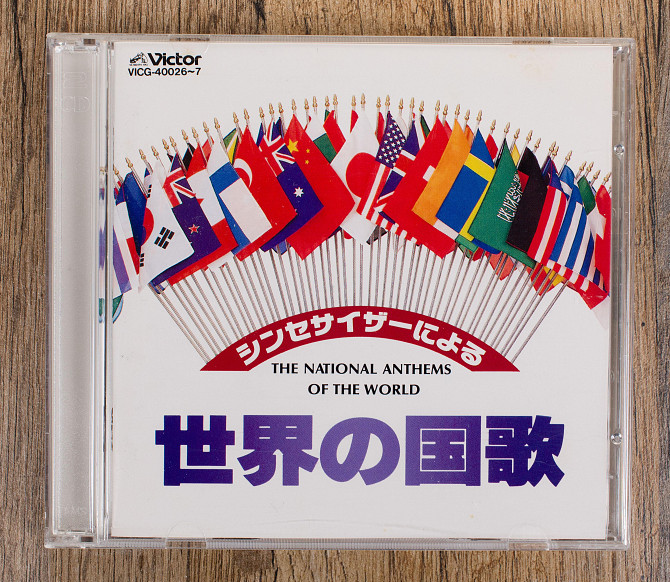 Victor
VICG-40026~7
シンセサイザーによる
THE NATIONAL ANTHEMS
OF THE WORLD
世界の国歌